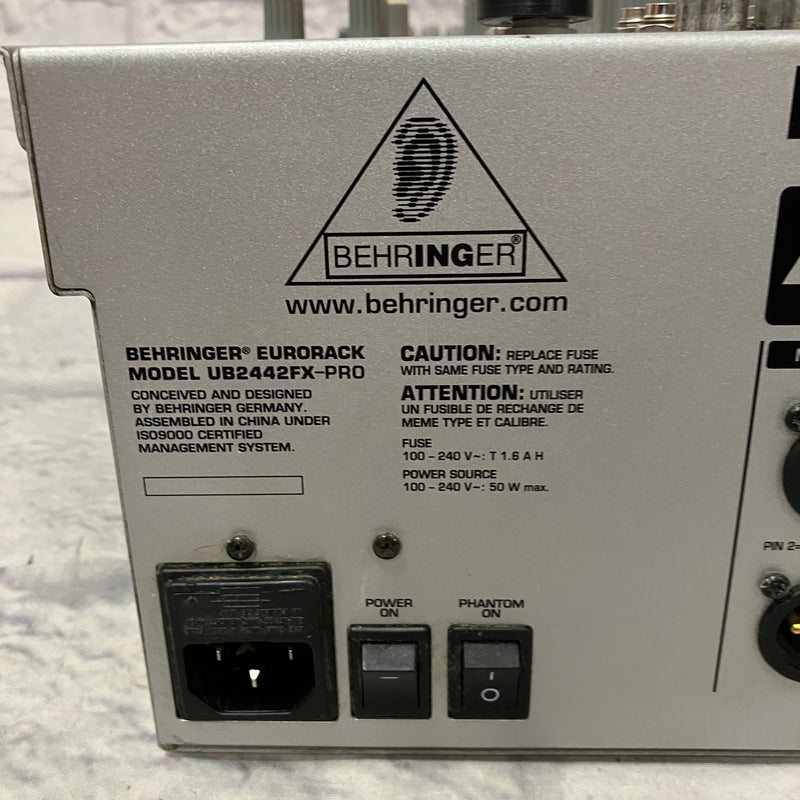 BEHRINGER®
www.behringer.com
BEHRINGER® EURORACK
MODEL UB2442FX-PRO
CONCEIVED AND DESIGNED
BY BEHRINGER GERMANY.
ASSEMBLED IN CHINA UNDER
ISO9000 CERTIFIED
MANAGEMENT SYSTEM.
CAUTION: REPLACE FUSE
WITH SAME FUSE TYPE AND RATING.
ATTENTION: UTILISER
UN FUSIBLE DE RECHANGE DE
MEME TYPE ET CALIBRE.
FUSE
100 – 240 V~: T 1.6 A H
POWER SOURCE
100 – 240 V~: 50 W max.
POWER
ON
PHANTOM
ON
PIN 2=